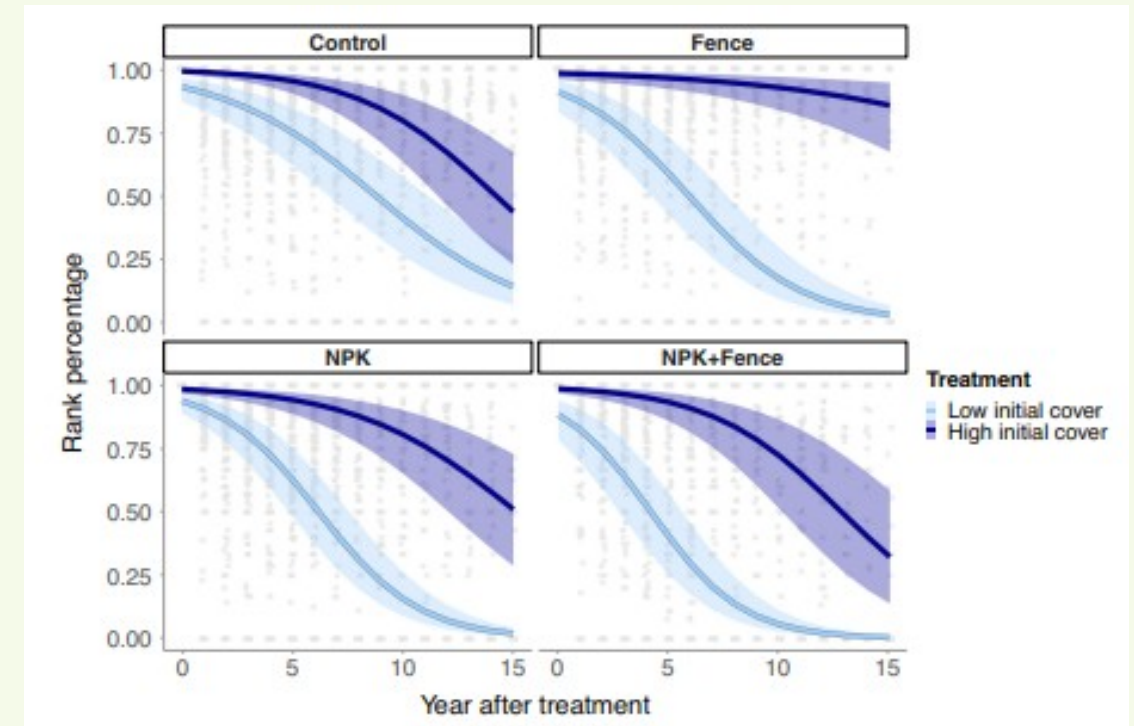 Control
Fence
1.00
0.75
0.50
0.25
0.00
NPK
NPK+Fence
1.00
0.75
0.50
0.25
0.00
0
5
10
15
0
5
10
15
Rank percentage
Year after treatment
Treatment
Low initial cover
High initial cover